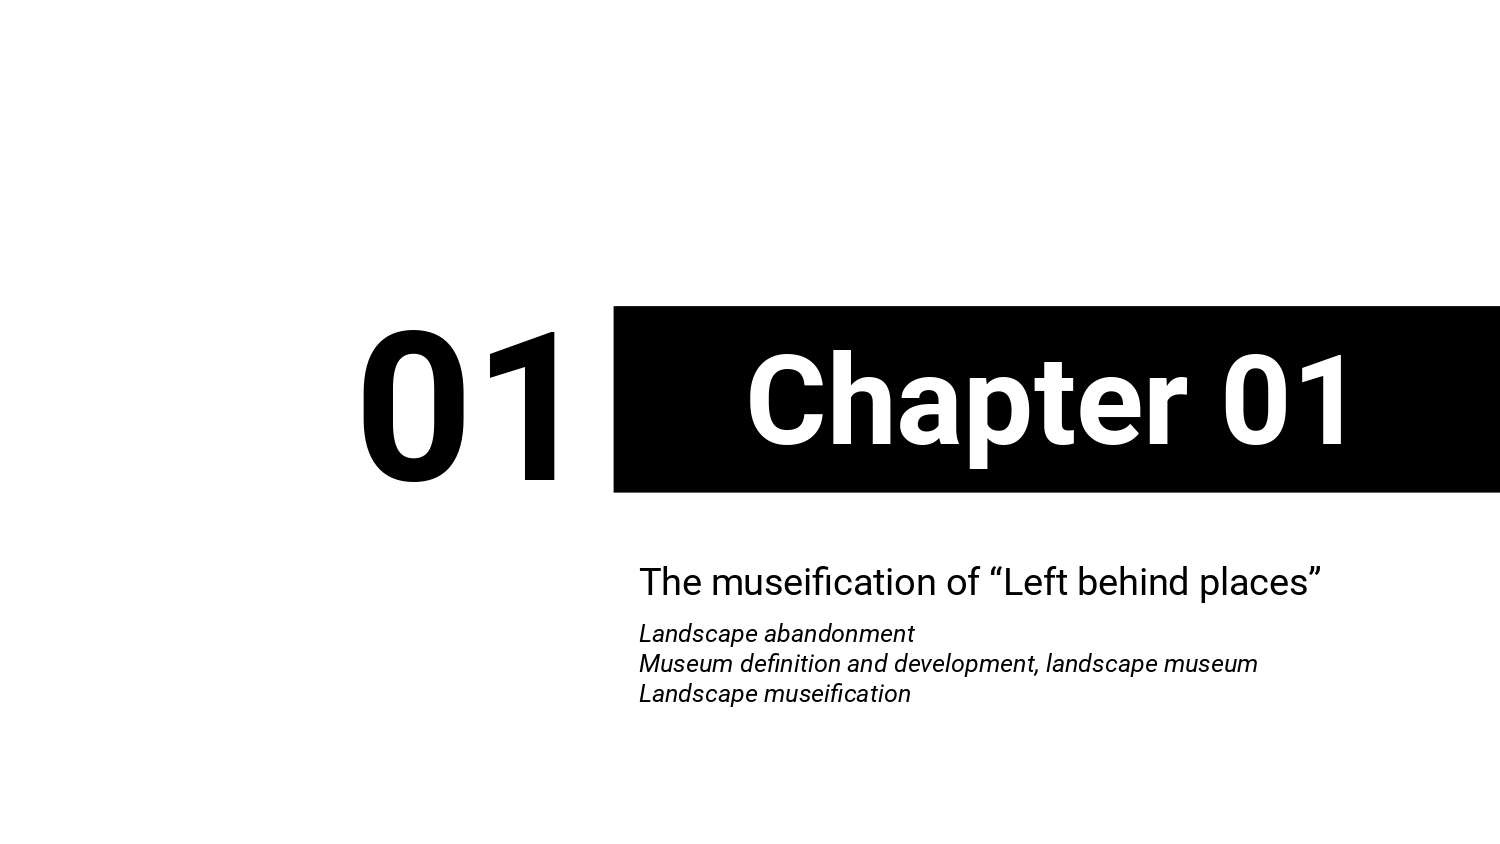 01
Chapter 01
The museification of “Left behind places”
Landscape abandonment
Museum definition and development, landscape museum
Landscape museification